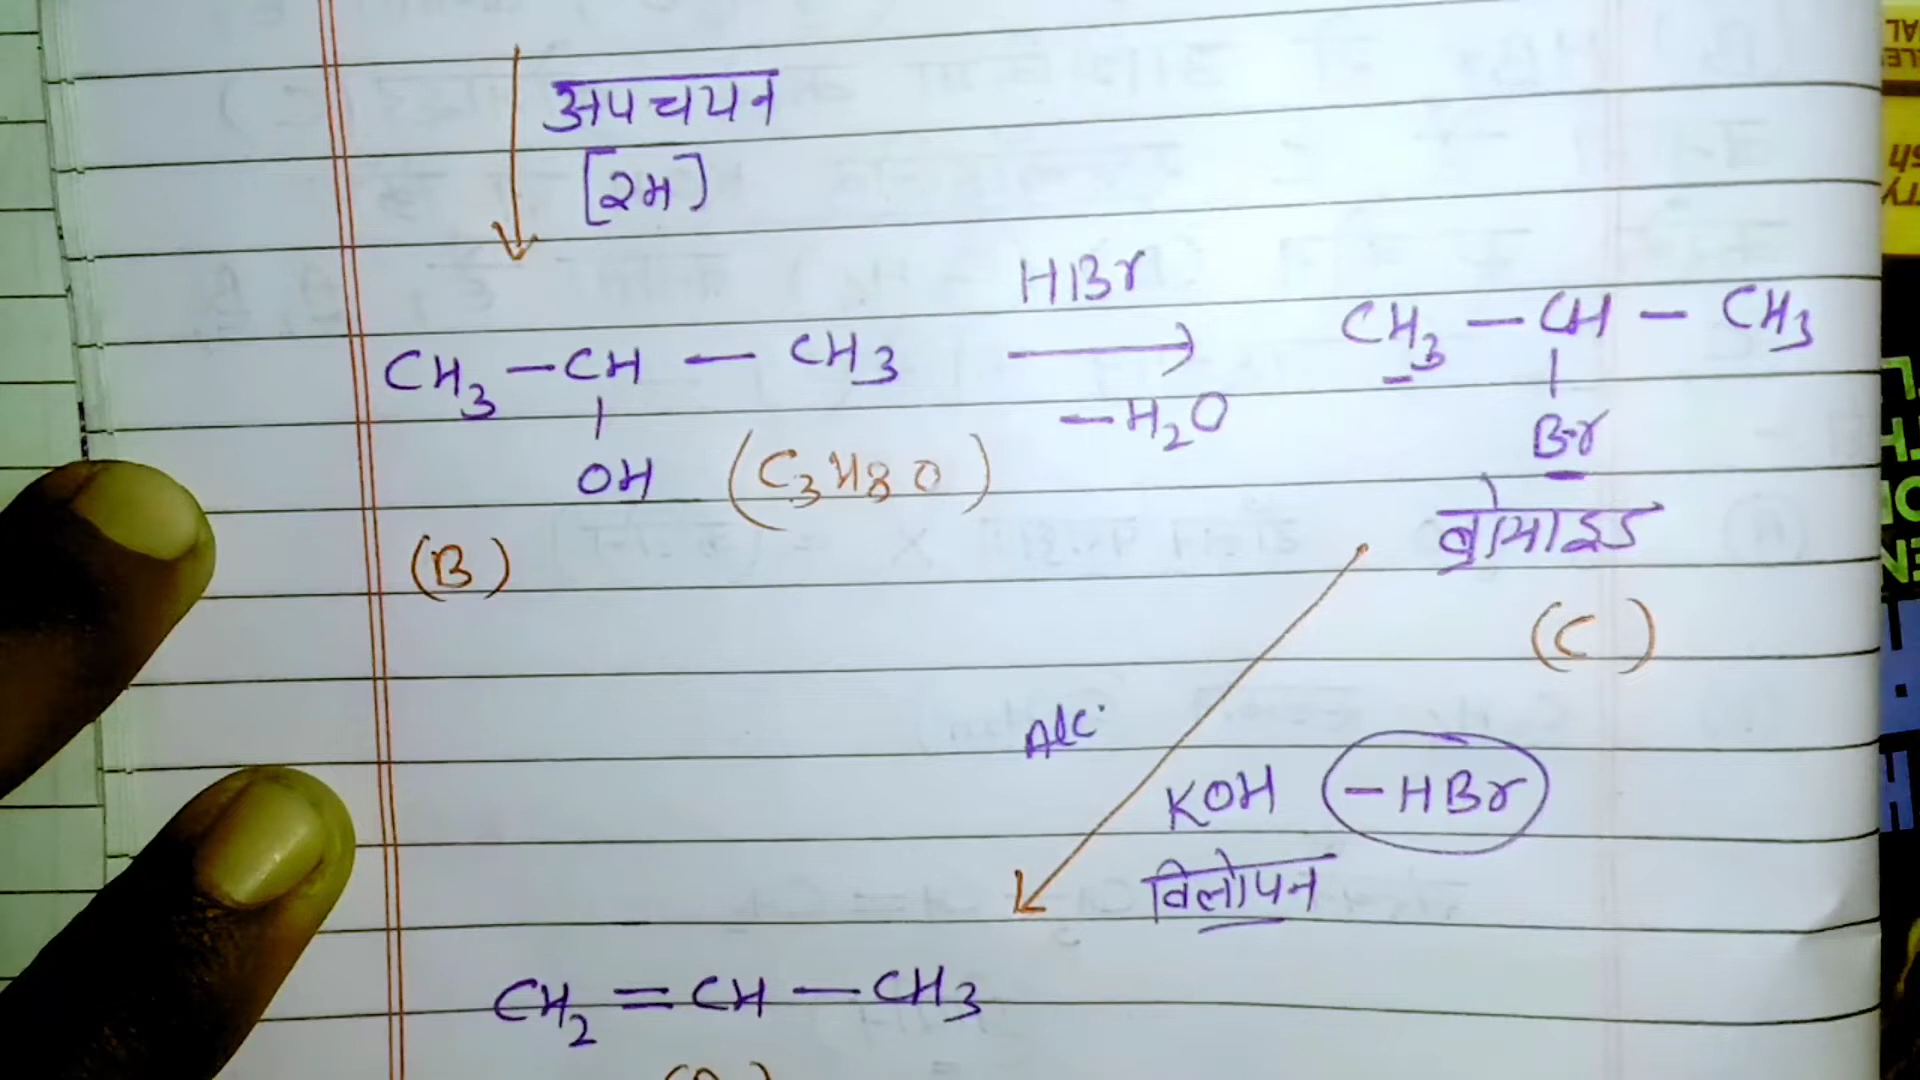 अपचयन
[2H]
HBr
CH3 — CH — CH3 ⟶ CH3 — CH — CH3
-H2O
OH (C3H8O) Br
(B) ब्रोमाइड
(C)
Alc.
KOH (-HBr)
विलोपन
CH2 = CH — CH3